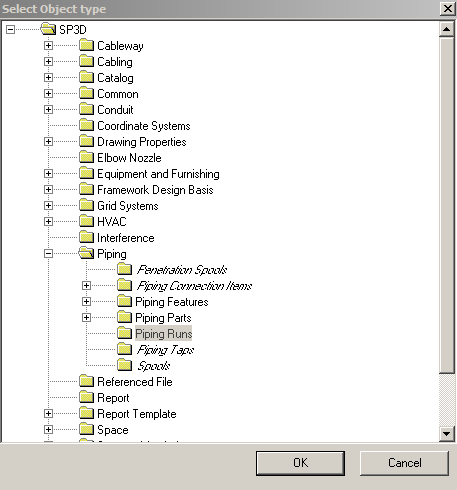 Select Object type
SP3D
Cableway
Cabling
Catalog
Common
Conduit
Coordinate Systems
Drawing Properties
Elbow Nozzle
Equipment and Furnishing
Framework Design Basis
Grid Systems
HVAC
Interference
Piping
Penetration Spools
Piping Connection Items
Piping Features
Piping Parts
Piping Runs
Piping Taps
Spools
Referenced File
Report
Report Template
Space
OK Cancel